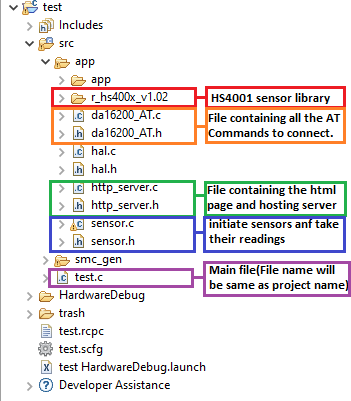 test
Includes
src
app
app
r_hs400x_v1.02
HS4001 sensor library
da16200_AT.c
da16200_AT.h
File containing all the AT
Commands to connect.
hal.c
hal.h
http_server.c
http_server.h
File containing the html
page and hosting server
sensor.c
sensor.h
initiate sensors anf take
their readings
smc_gen
test.c
Main file(File name will
be same as project name)
HardwareDebug
trash
test.rcpc
test.scfg
test HardwareDebug.launch
Developer Assistance